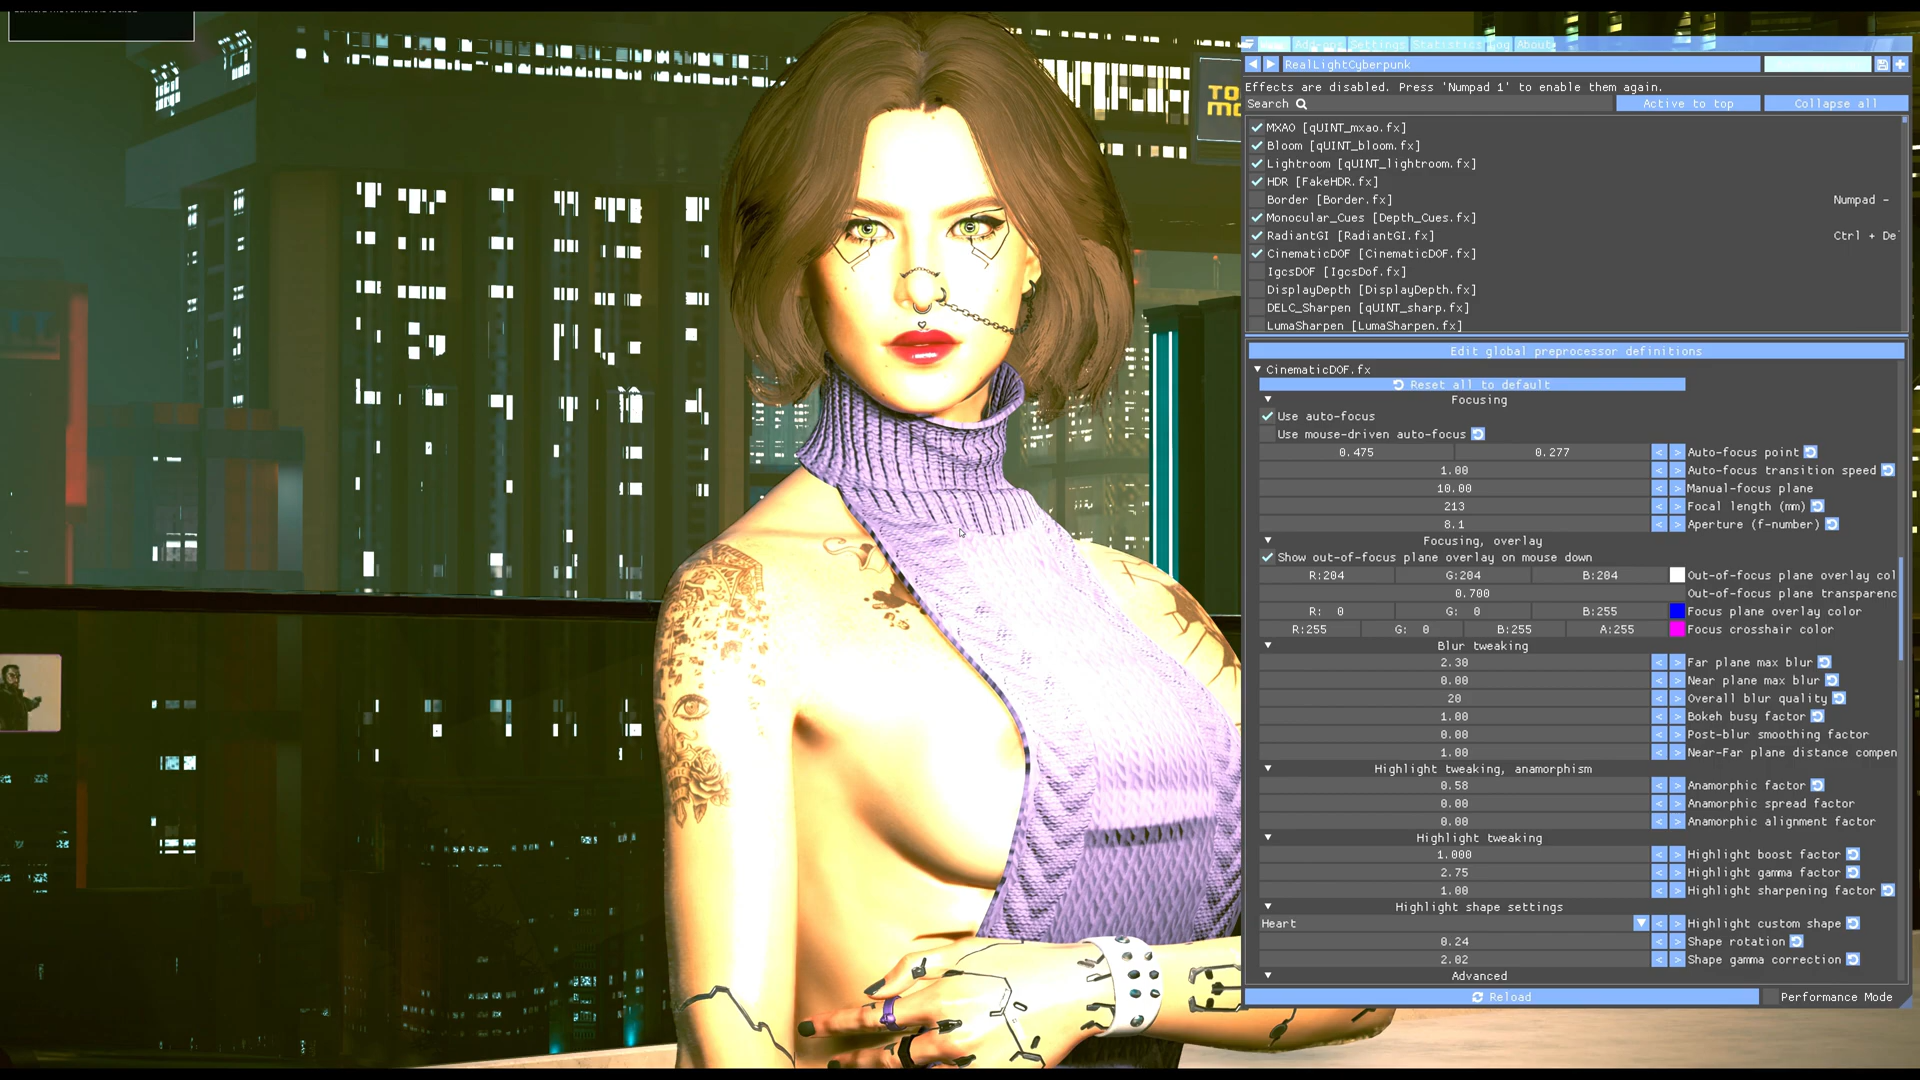 Camera movement is locked
TO
Add-ons Settings Statistics Log About
RealLightCyberpunk
Effects are disabled. Press 'Numpad 1' to enable them again.
Search
Active to top
Collapse all
MXAO [qUINT_mxao.fx]
Bloom [qUINT_bloom.fx]
Lightroom [qUINT_lightroom.fx]
HDR [FakeHDR.fx]
Border [Border.fx] Numpad -
Monocular_Cues [Depth_Cues.fx]
RadiantGI [RadiantGI.fx] Ctrl + De
CinematicDOF [CinematicDOF.fx]
IgcsDOF [IgcsDof.fx]
DisplayDepth [DisplayDepth.fx]
DELC_Sharpen [qUINT_sharp.fx]
LumaSharpen [LumaSharpen.fx]
Edit global preprocessor definitions
CinematicDOF.fx
Reset all to default
Focusing
Use auto-focus
Use mouse-driven auto-focus
0.475 0.277 < > Auto-focus point
1.00 < > Auto-focus transition speed
10.00 < > Manual-focus plane
213 < > Focal length (mm)
8.1 < > Aperture (f-number)
Focusing, overlay
Show out-of-focus plane overlay on mouse down
R:204 G:204 B:204 Out-of-focus plane overlay col
0.700 Out-of-focus plane transparenc
R: 0 G: 0 B:255 Focus plane overlay color
R:255 G: 0 B:255 A:255 Focus crosshair color
Blur tweaking
2.30 < > Far plane max blur
0.00 < > Near plane max blur
20 < > Overall blur quality
1.00 < > Bokeh busy factor
0.00 < > Post-blur smoothing factor
1.00 < > Near-Far plane distance compen
Highlight tweaking, anamorphism
0.58 < > Anamorphic factor
0.00 < > Anamorphic spread factor
0.00 < > Anamorphic alignment factor
Highlight tweaking
1.000 < > Highlight boost factor
2.75 < > Highlight gamma factor
1.00 < > Highlight sharpening factor
Highlight shape settings
Heart < > Highlight custom shape
0.24 < > Shape rotation
2.02 < > Shape gamma correction
Advanced
Reload
Performance Mode